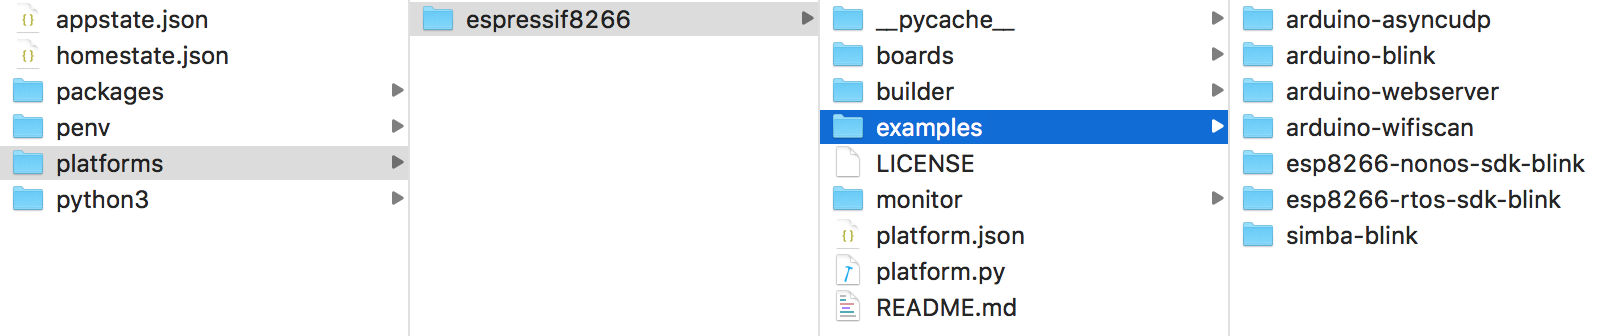 appstate.json
homestate.json
packages
penv
platforms
python3
espressif8266
__pycache__
boards
builder
examples
LICENSE
monitor
platform.json
platform.py
README.md
arduino-asyncudp
arduino-blink
arduino-webserver
arduino-wifiscan
esp8266-nonos-sdk-blink
esp8266-rtos-sdk-blink
simba-blink